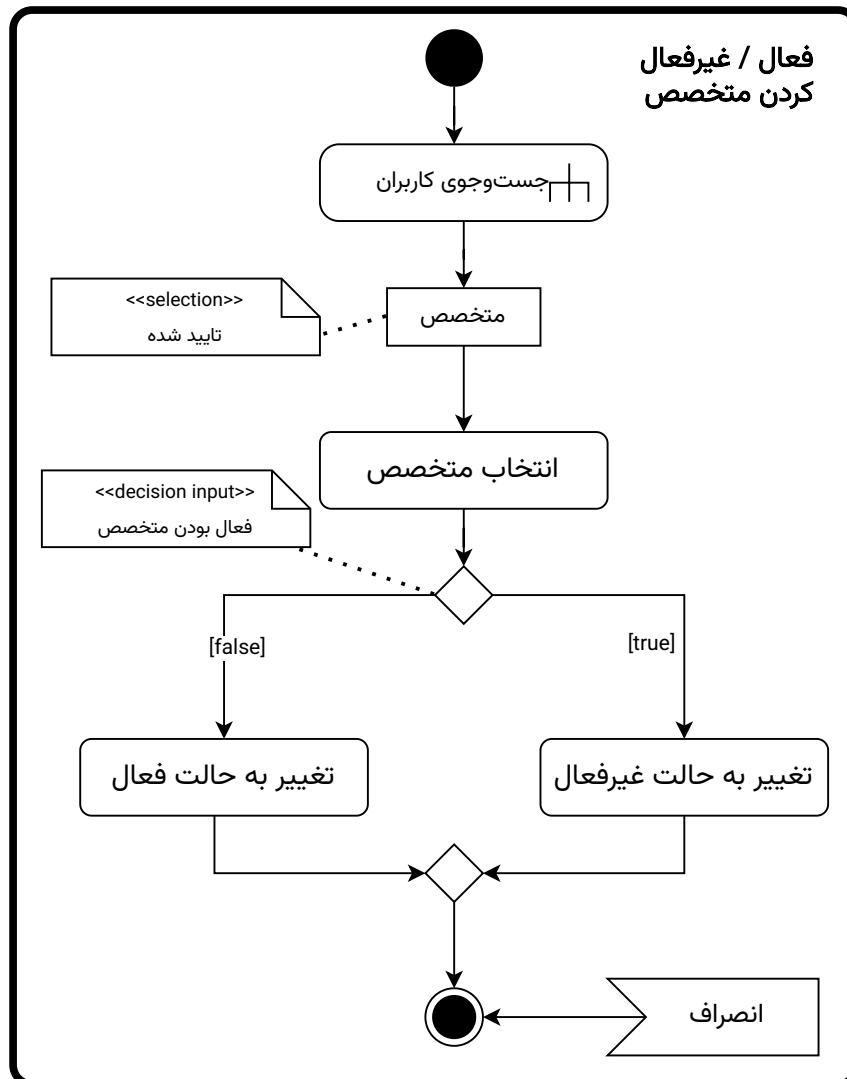 فعال / غیرفعال
کردن متخصص
جست‌وجوی کاربران
<<selection>>
تایید شده
متخصص
انتخاب متخصص
<<decision input>>
فعال بودن متخصص
[false]
[true]
تغییر به حالت فعال
تغییر به حالت غیرفعال
انصراف